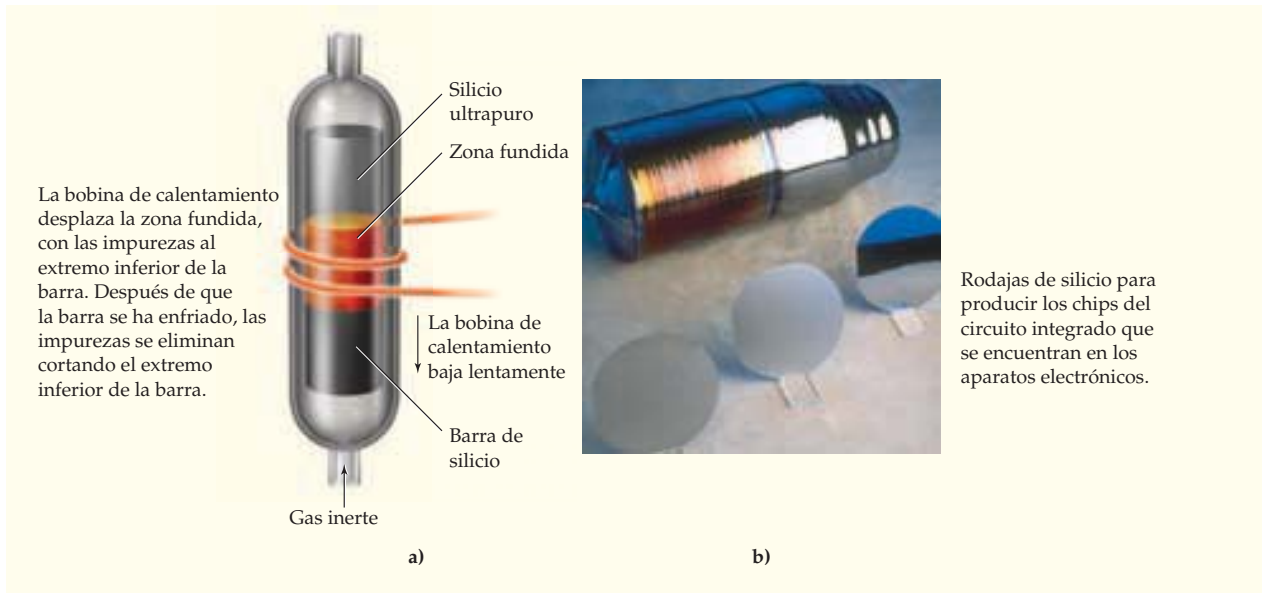 La bobina de calentamiento
desplaza la zona fundida,
con las impurezas al
extremo inferior de la
barra. Después de que
la barra se ha enfriado, las
impurezas se eliminan
cortando el extremo
inferior de la barra.
Silicio
ultrapuro
Zona fundida
La bobina de
calentamiento
baja lentamente
Barra de
silicio
Gas inerte
a)
Rodajas de silicio para
producir los chips del
circuito integrado que
se encuentran en los
aparatos electrónicos.
b)